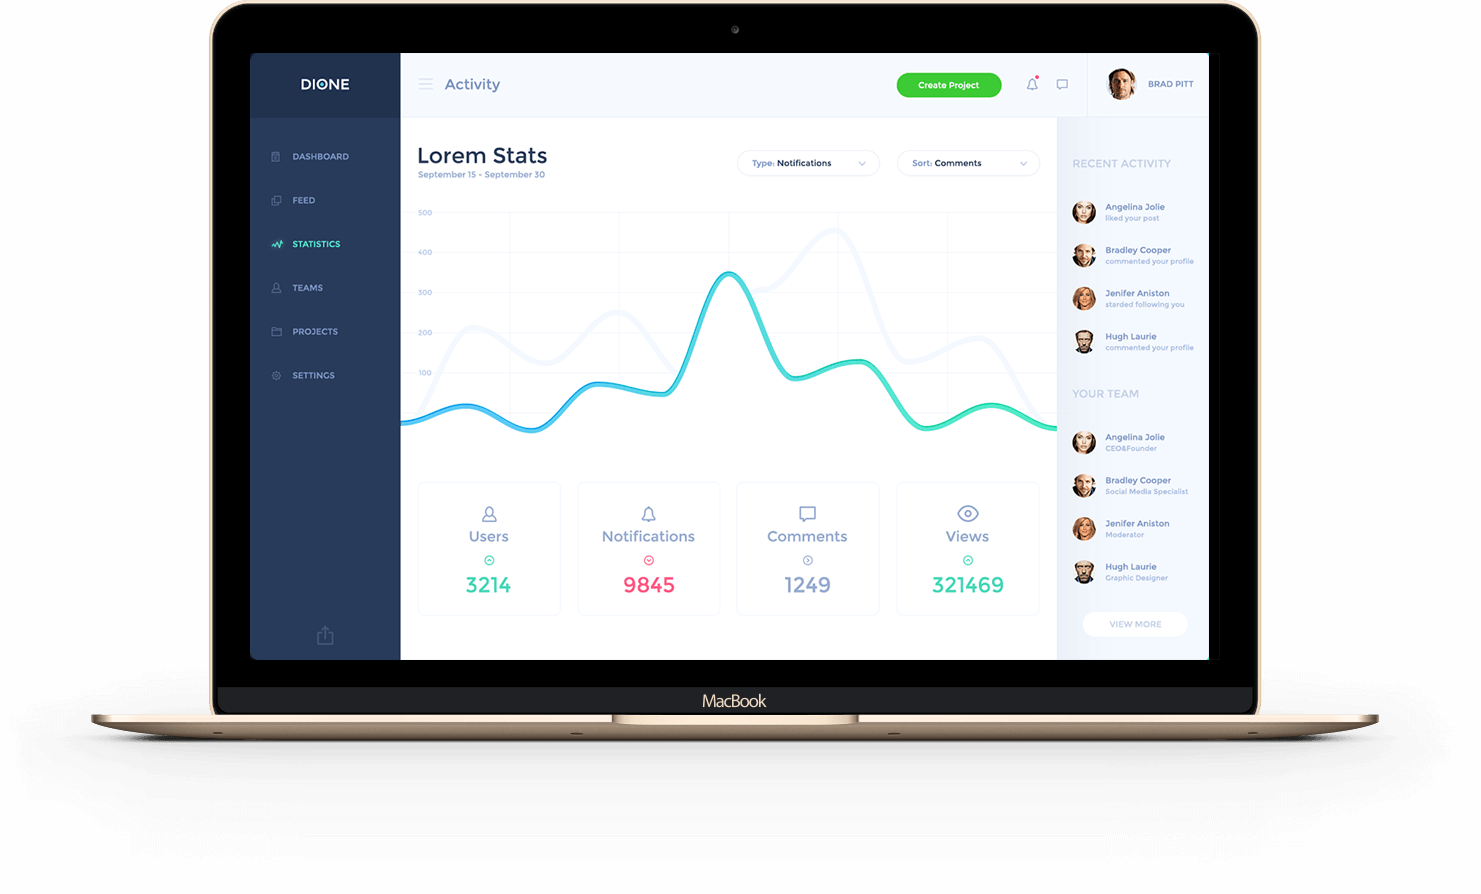 DIONE
Activity
Create Project
BRAD PITT
DASHBOARD
FEED
STATISTICS
TEAMS
PROJECTS
SETTINGS
Lorem Stats
September 15 - September 30
Type: Notifications
Sort: Comments
500
400
300
200
100
Users
3214
Notifications
9845
Comments
1249
Views
321469
RECENT ACTIVITY
Angelina Jolie
liked your post
Bradley Cooper
commented your profile
Jenifer Aniston
starded following you
Hugh Laurie
commented your profile
YOUR TEAM
Angelina Jolie
CEO&Founder
Bradley Cooper
Social Media Specialist
Jenifer Aniston
Moderator
Hugh Laurie
Graphic Designer
VIEW MORE
MacBook